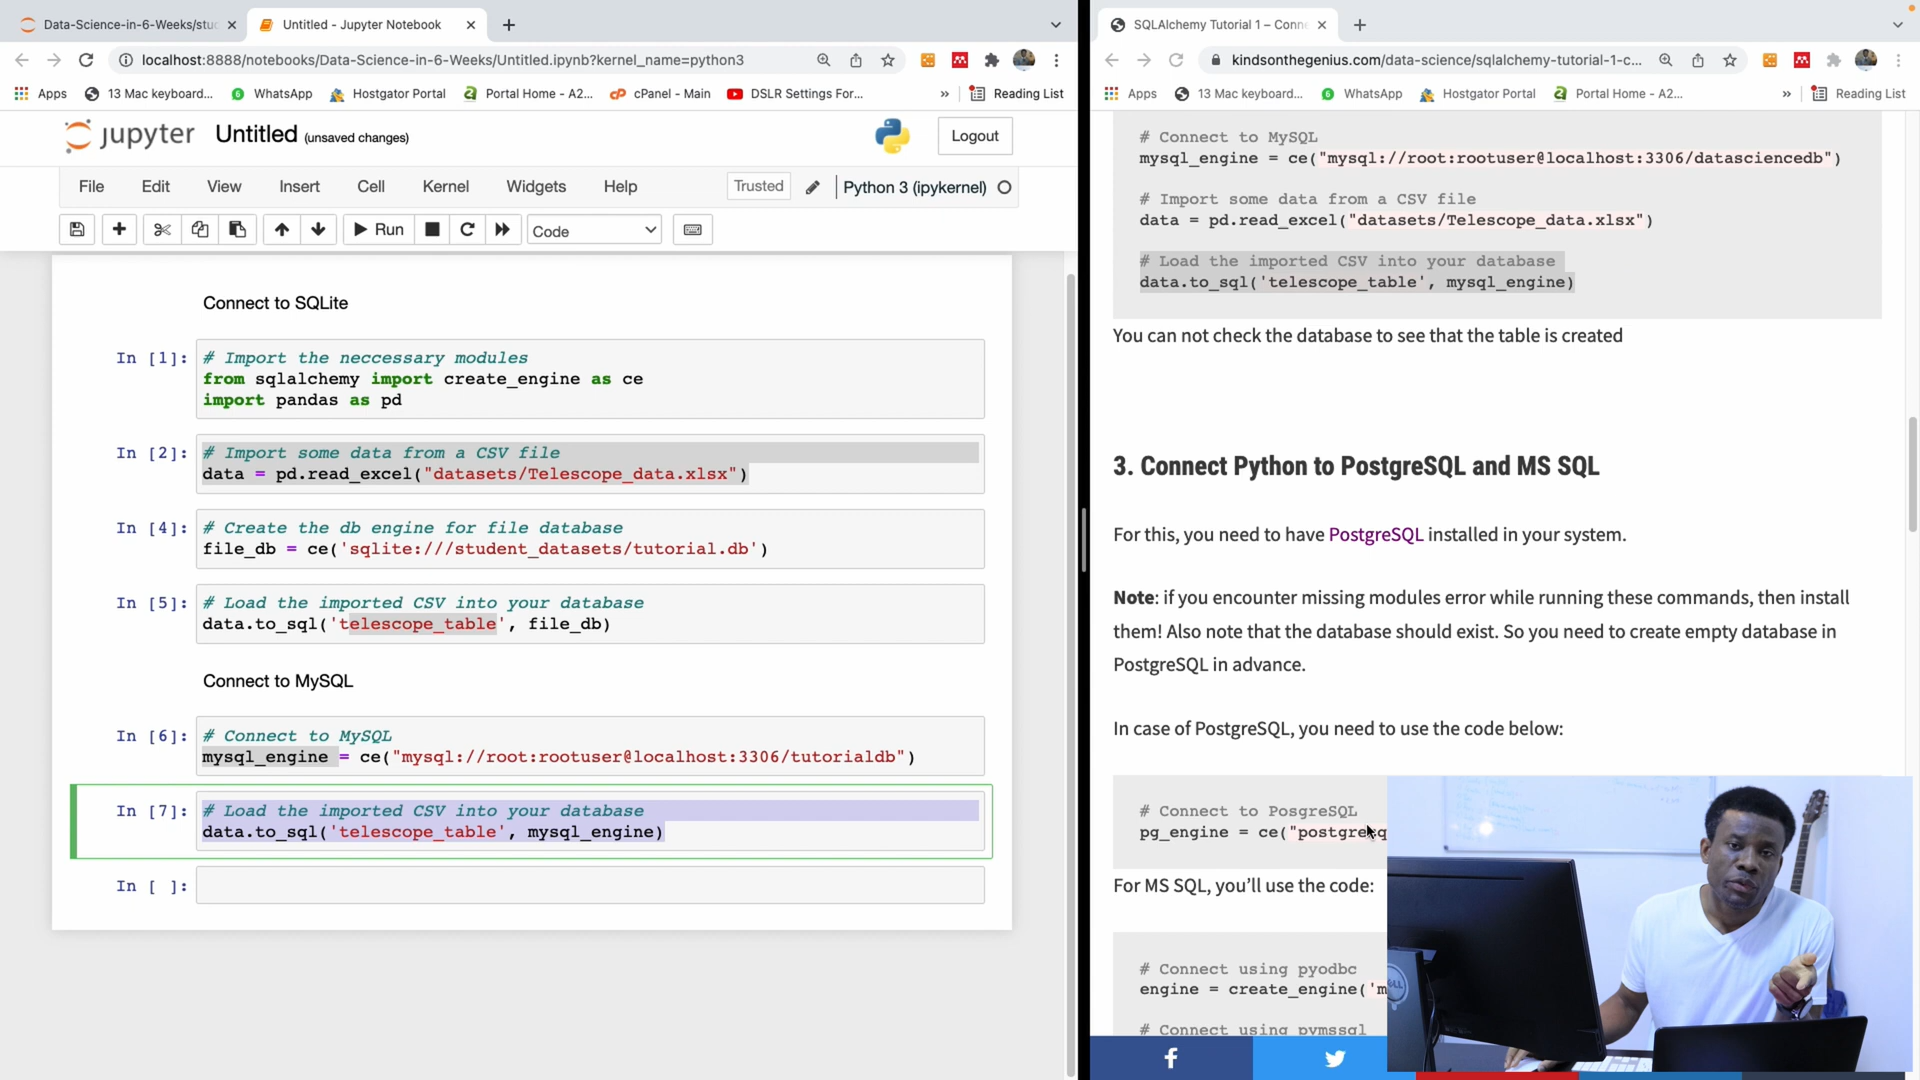 Data-Science-in-6-Weeks/stu
Untitled - Jupyter Notebook
localhost:8888/notebooks/Data-Science-in-6-Weeks/Untitled.ipynb?kernel_name=python3
Apps
13 Mac keyboard...
WhatsApp
Hostgator Portal
Portal Home - A2...
cPanel - Main
DSLR Settings For...
»
Reading List
jupyter
Untitled (unsaved changes)
Logout
File Edit View Insert Cell Kernel Widgets Help
Trusted
Python 3 (ipykernel)
Run
Code
Connect to SQLite
In [1]:
# Import the neccessary modules
from sqlalchemy import create_engine as ce
import pandas as pd
In [2]:
# Import some data from a CSV file
data = pd.read_excel("datasets/Telescope_data.xlsx")
In [4]:
# Create the db engine for file database
file_db = ce('sqlite:///student_datasets/tutorial.db')
In [5]:
# Load the imported CSV into your database
data.to_sql('telescope_table', file_db)
Connect to MySQL
In [6]:
# Connect to MySQL
mysql_engine = ce("mysql://root:rootuser@localhost:3306/tutorialdb")
In [7]:
# Load the imported CSV into your database
data.to_sql('telescope_table', mysql_engine)
In [ ]:
SQLAlchemy Tutorial 1 – Conne
kindsonthegenius.com/data-science/sqlalchemy-tutorial-1-c...
Apps
13 Mac keyboard...
WhatsApp
Hostgator Portal
Portal Home - A2...
»
Reading List
# Connect to MySQL
mysql_engine = ce("mysql://root:rootuser@localhost:3306/datasciencedb")
# Import some data from a CSV file
data = pd.read_excel("datasets/Telescope_data.xlsx")
# Load the imported CSV into your database
data.to_sql('telescope_table', mysql_engine)
You can not check the database to see that the table is created
3. Connect Python to PostgreSQL and MS SQL
For this, you need to have PostgreSQL installed in your system.
Note: if you encounter missing modules error while running these commands, then install
them! Also note that the database should exist. So you need to create empty database in
PostgreSQL in advance.
In case of PostgreSQL, you need to use the code below:
# Connect to PosgreSQL
pg_engine = ce("postgresq
For MS SQL, you'll use the code:
# Connect using pyodbc
engine = create_engine('m
# Connect using pymssql
DELL